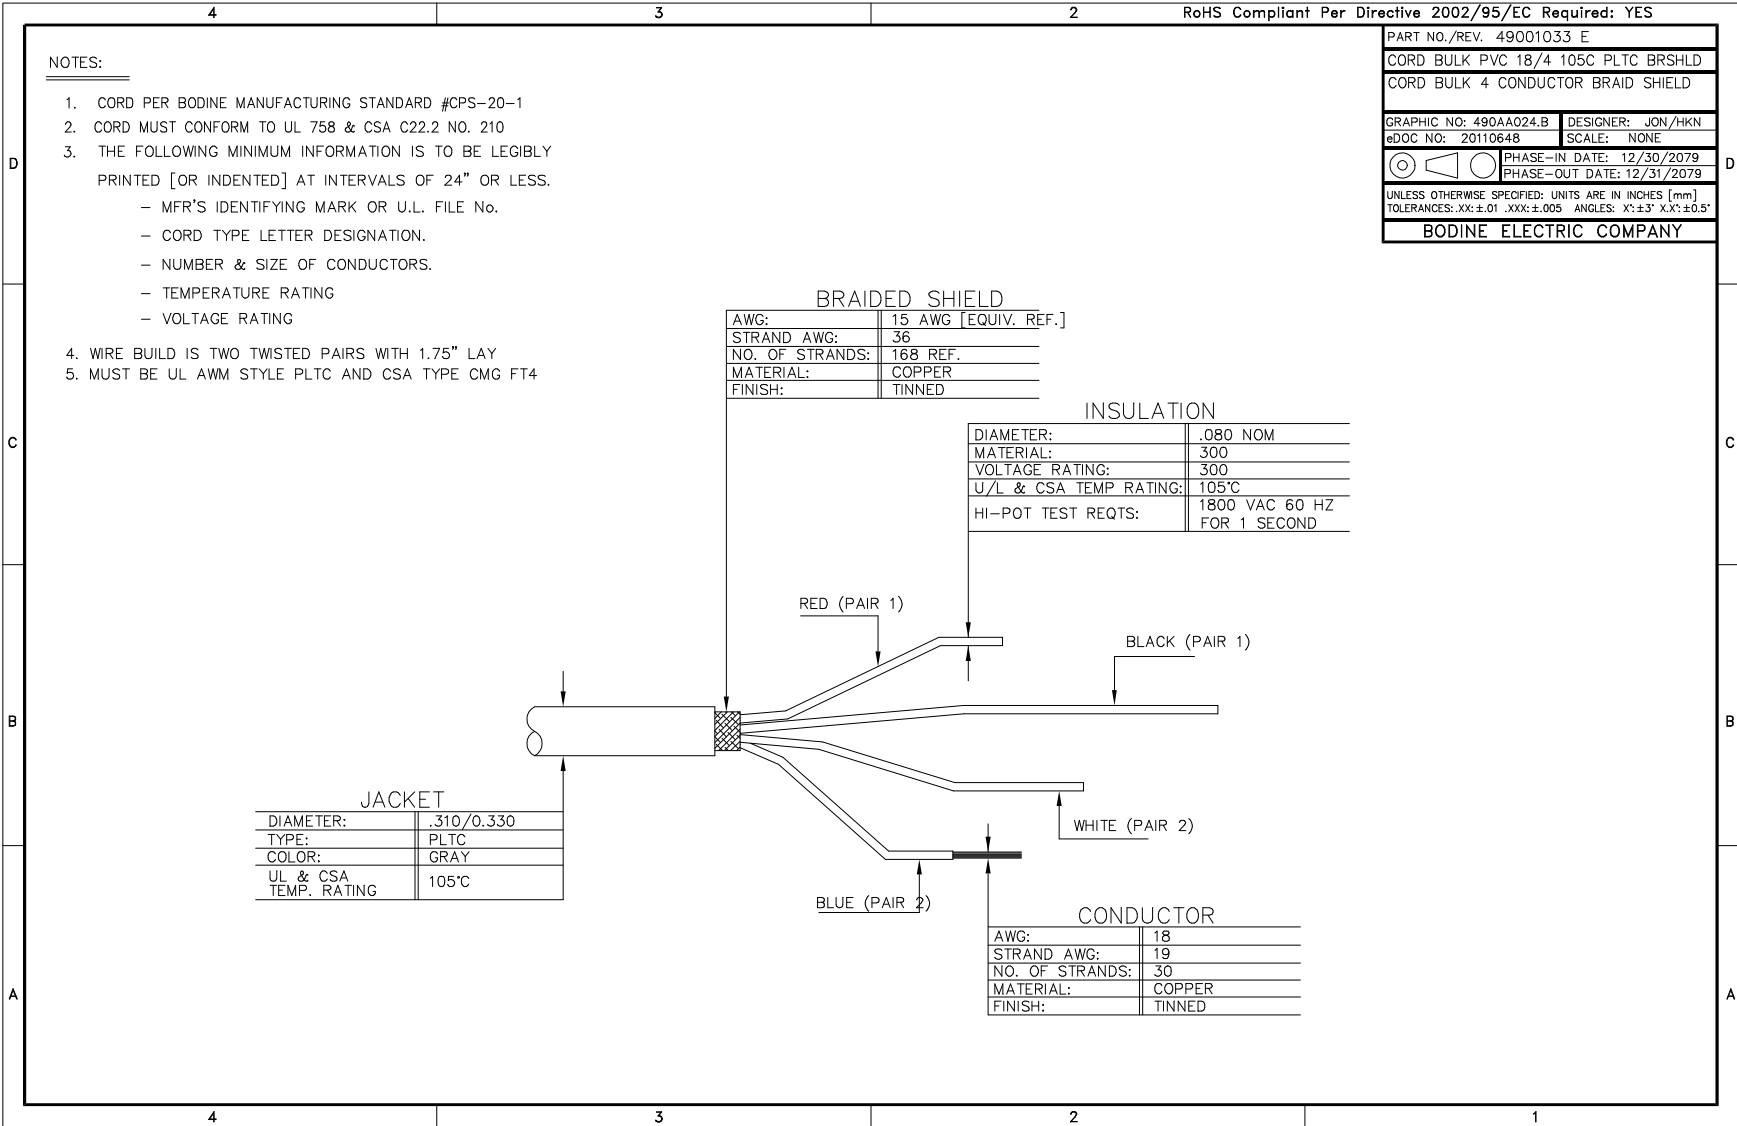 4 3 2 RoHS Compliant Per Directive 2002/95/EC Required: YES
PART NO./REV. 49001033 E
CORD BULK PVC 18/4 105C PLTC BRSHLD
CORD BULK 4 CONDUCTOR BRAID SHIELD
GRAPHIC NO: 490AA024.B DESIGNER: JON/HKN
eDOC NO: 20110648 SCALE: NONE
PHASE-IN DATE: 12/30/2079
PHASE-OUT DATE: 12/31/2079
UNLESS OTHERWISE SPECIFIED: UNITS ARE IN INCHES [mm]
TOLERANCES:.XX:±.01 .XXX:±.005 ANGLES: X°:±3° X.X°:±0.5°
BODINE ELECTRIC COMPANY
NOTES:
1. CORD PER BODINE MANUFACTURING STANDARD #CPS-20-1
2. CORD MUST CONFORM TO UL 758 & CSA C22.2 NO. 210
3. THE FOLLOWING MINIMUM INFORMATION IS TO BE LEGIBLY
PRINTED [OR INDENTED] AT INTERVALS OF 24" OR LESS.
- MFR'S IDENTIFYING MARK OR U.L. FILE No.
- CORD TYPE LETTER DESIGNATION.
- NUMBER & SIZE OF CONDUCTORS.
- TEMPERATURE RATING
- VOLTAGE RATING
4. WIRE BUILD IS TWO TWISTED PAIRS WITH 1.75" LAY
5. MUST BE UL AWM STYLE PLTC AND CSA TYPE CMG FT4
D D
C C
B B
A A
BRAIDED SHIELD
AWG: 15 AWG [EQUIV. REF.]
STRAND AWG: 36
NO. OF STRANDS: 168 REF.
MATERIAL: COPPER
FINISH: TINNED
INSULATION
DIAMETER: .080 NOM
MATERIAL: 300
VOLTAGE RATING: 300
U/L & CSA TEMP RATING: 105°C
HI-POT TEST REQTS: 1800 VAC 60 HZ
FOR 1 SECOND
RED (PAIR 1)
BLACK (PAIR 1)
WHITE (PAIR 2)
BLUE (PAIR 2)
JACKET
DIAMETER: .310/0.330
TYPE: PLTC
COLOR: GRAY
UL & CSA
TEMP. RATING 105°C
CONDUCTOR
AWG: 18
STRAND AWG: 19
NO. OF STRANDS: 30
MATERIAL: COPPER
FINISH: TINNED
4 3 2 1